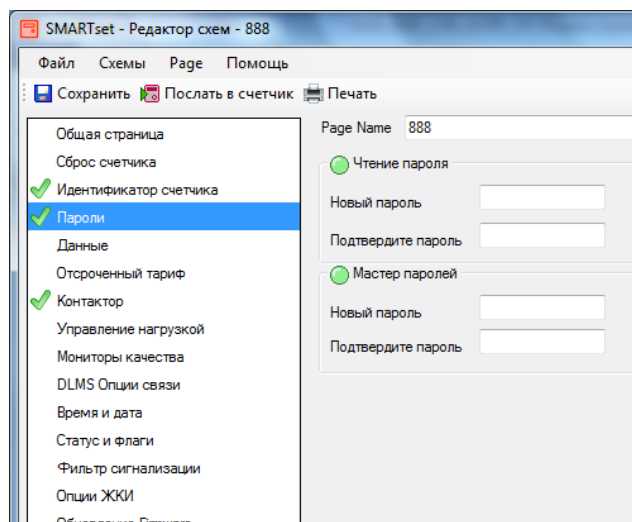 SMARTset - Редактор схем - 888
Файл Схемы Page Помощь
Сохранить Послать в счетчик Печать
Общая страница
Сброс счетчика
Идентификатор счетчика
Пароли
Данные
Отсроченный тариф
Контактор
Управление нагрузкой
Мониторы качества
DLMS Опции связи
Время и дата
Статус и флаги
Фильтр сигнализации
Опции ЖКИ
Page Name 888
Чтение пароля
Новый пароль
Подтвердите пароль
Мастер паролей
Новый пароль
Подтвердите пароль